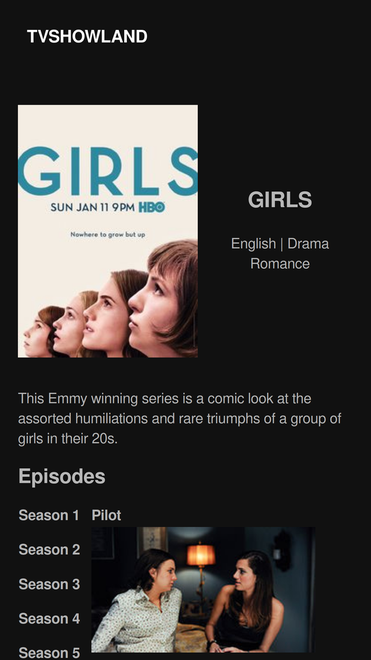 TVSHOWLAND
GIRLS
SUN JAN 11 9PM HBO
Nowhere to grow but up
GIRLS
English | Drama
Romance
This Emmy winning series is a comic look at the
assorted humiliations and rare triumphs of a group of
girls in their 20s.
Episodes
Season 1 Pilot
Season 2
Season 3
Season 4
Season 5